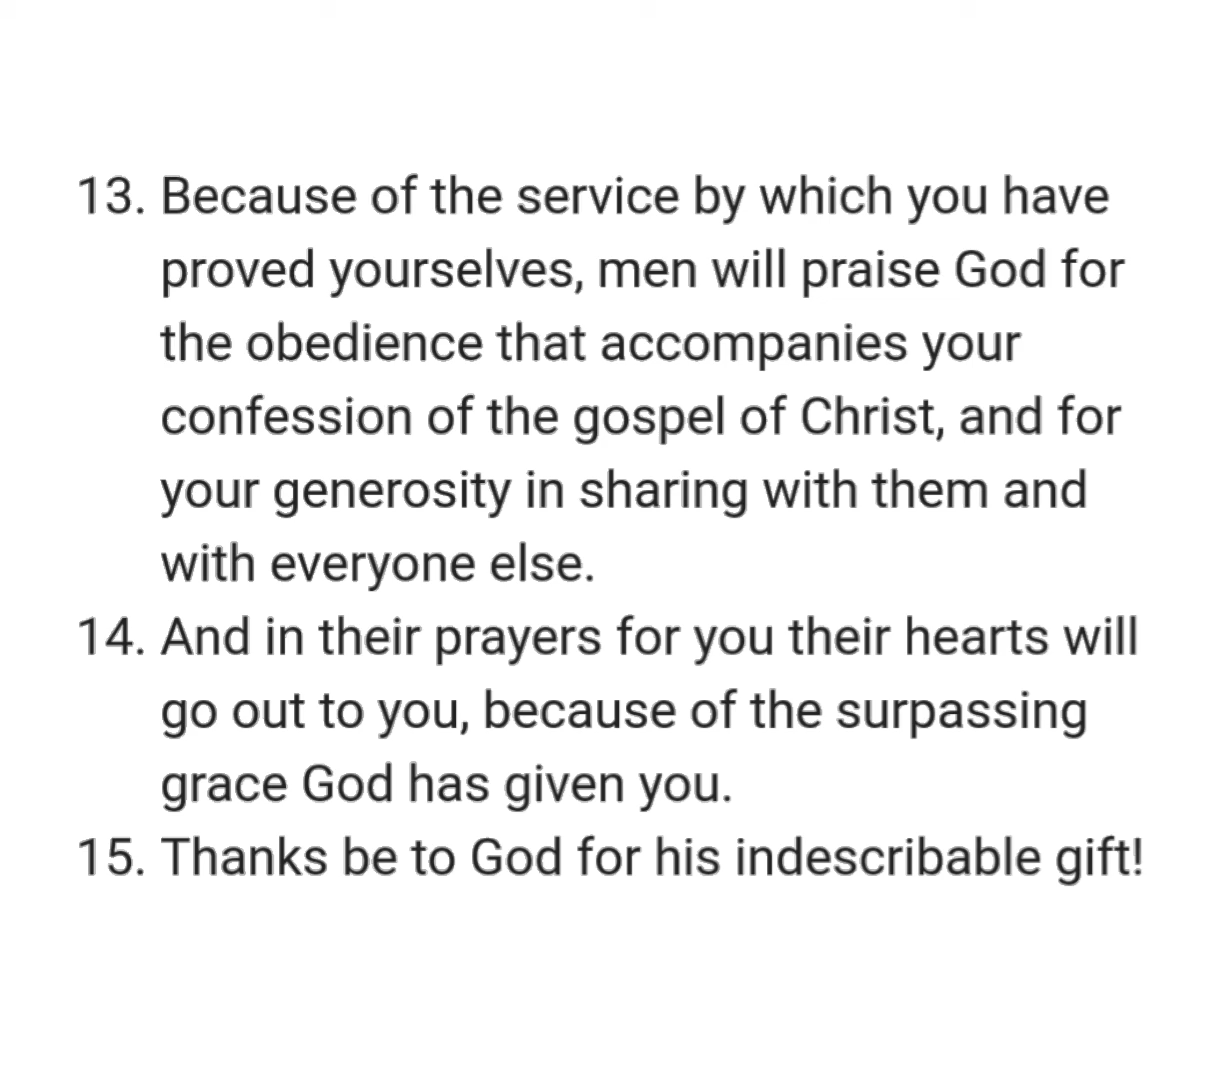 13. Because of the service by which you have
proved yourselves, men will praise God for
the obedience that accompanies your
confession of the gospel of Christ, and for
your generosity in sharing with them and
with everyone else.
14. And in their prayers for you their hearts will
go out to you, because of the surpassing
grace God has given you.
15. Thanks be to God for his indescribable gift!